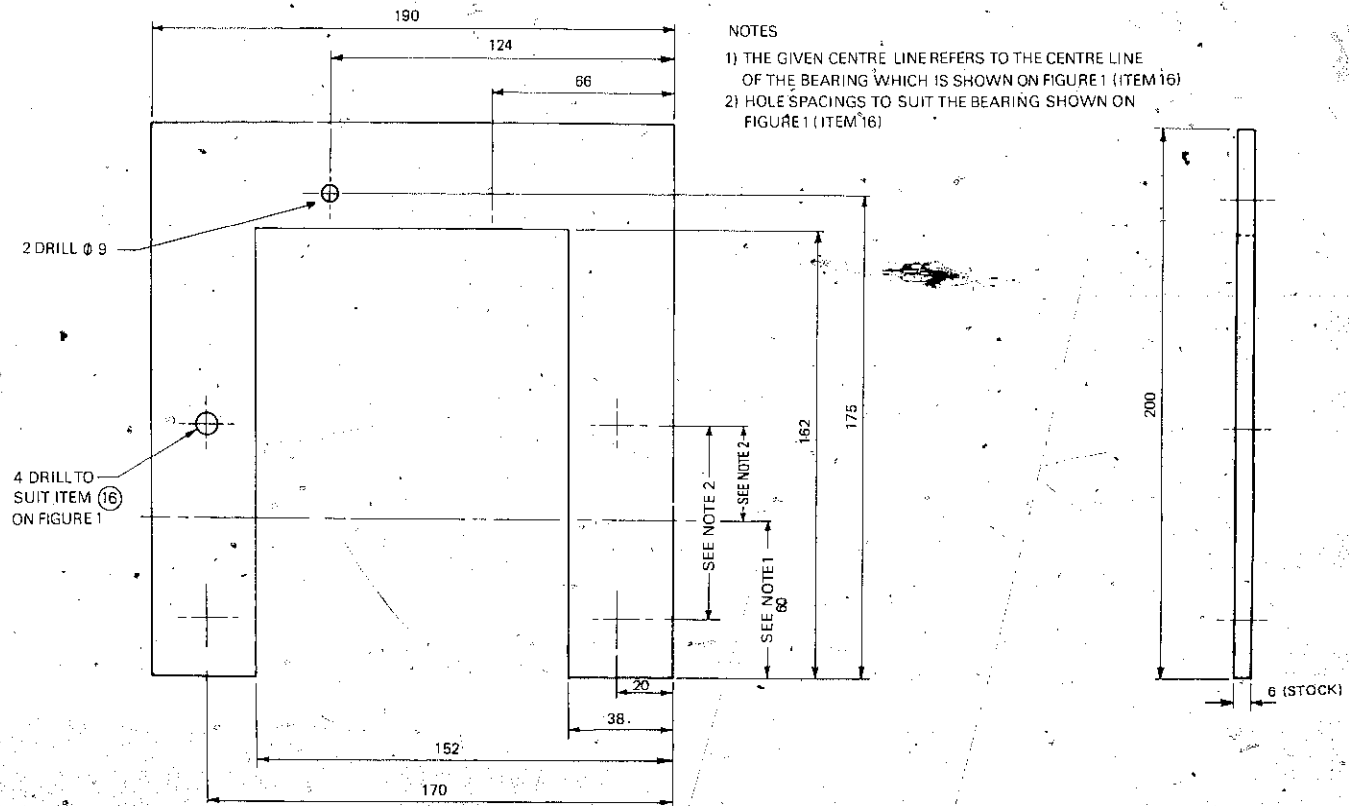 190
124
66
NOTES
1) THE GIVEN CENTRE LINE REFERS TO THE CENTRE LINE
OF THE BEARING WHICH IS SHOWN ON FIGURE 1 (ITEM 16)
2) HOLE SPACINGS TO SUIT THE BEARING SHOWN ON
FIGURE 1 (ITEM 16)
2 DRILL ϕ 9
4 DRILL TO
SUIT ITEM 16
ON FIGURE 1
SEE NOTE 2
SEE NOTE 2
SEE NOTE 1
60
162
175
200
6 (STOCK)
20
38.
152
170